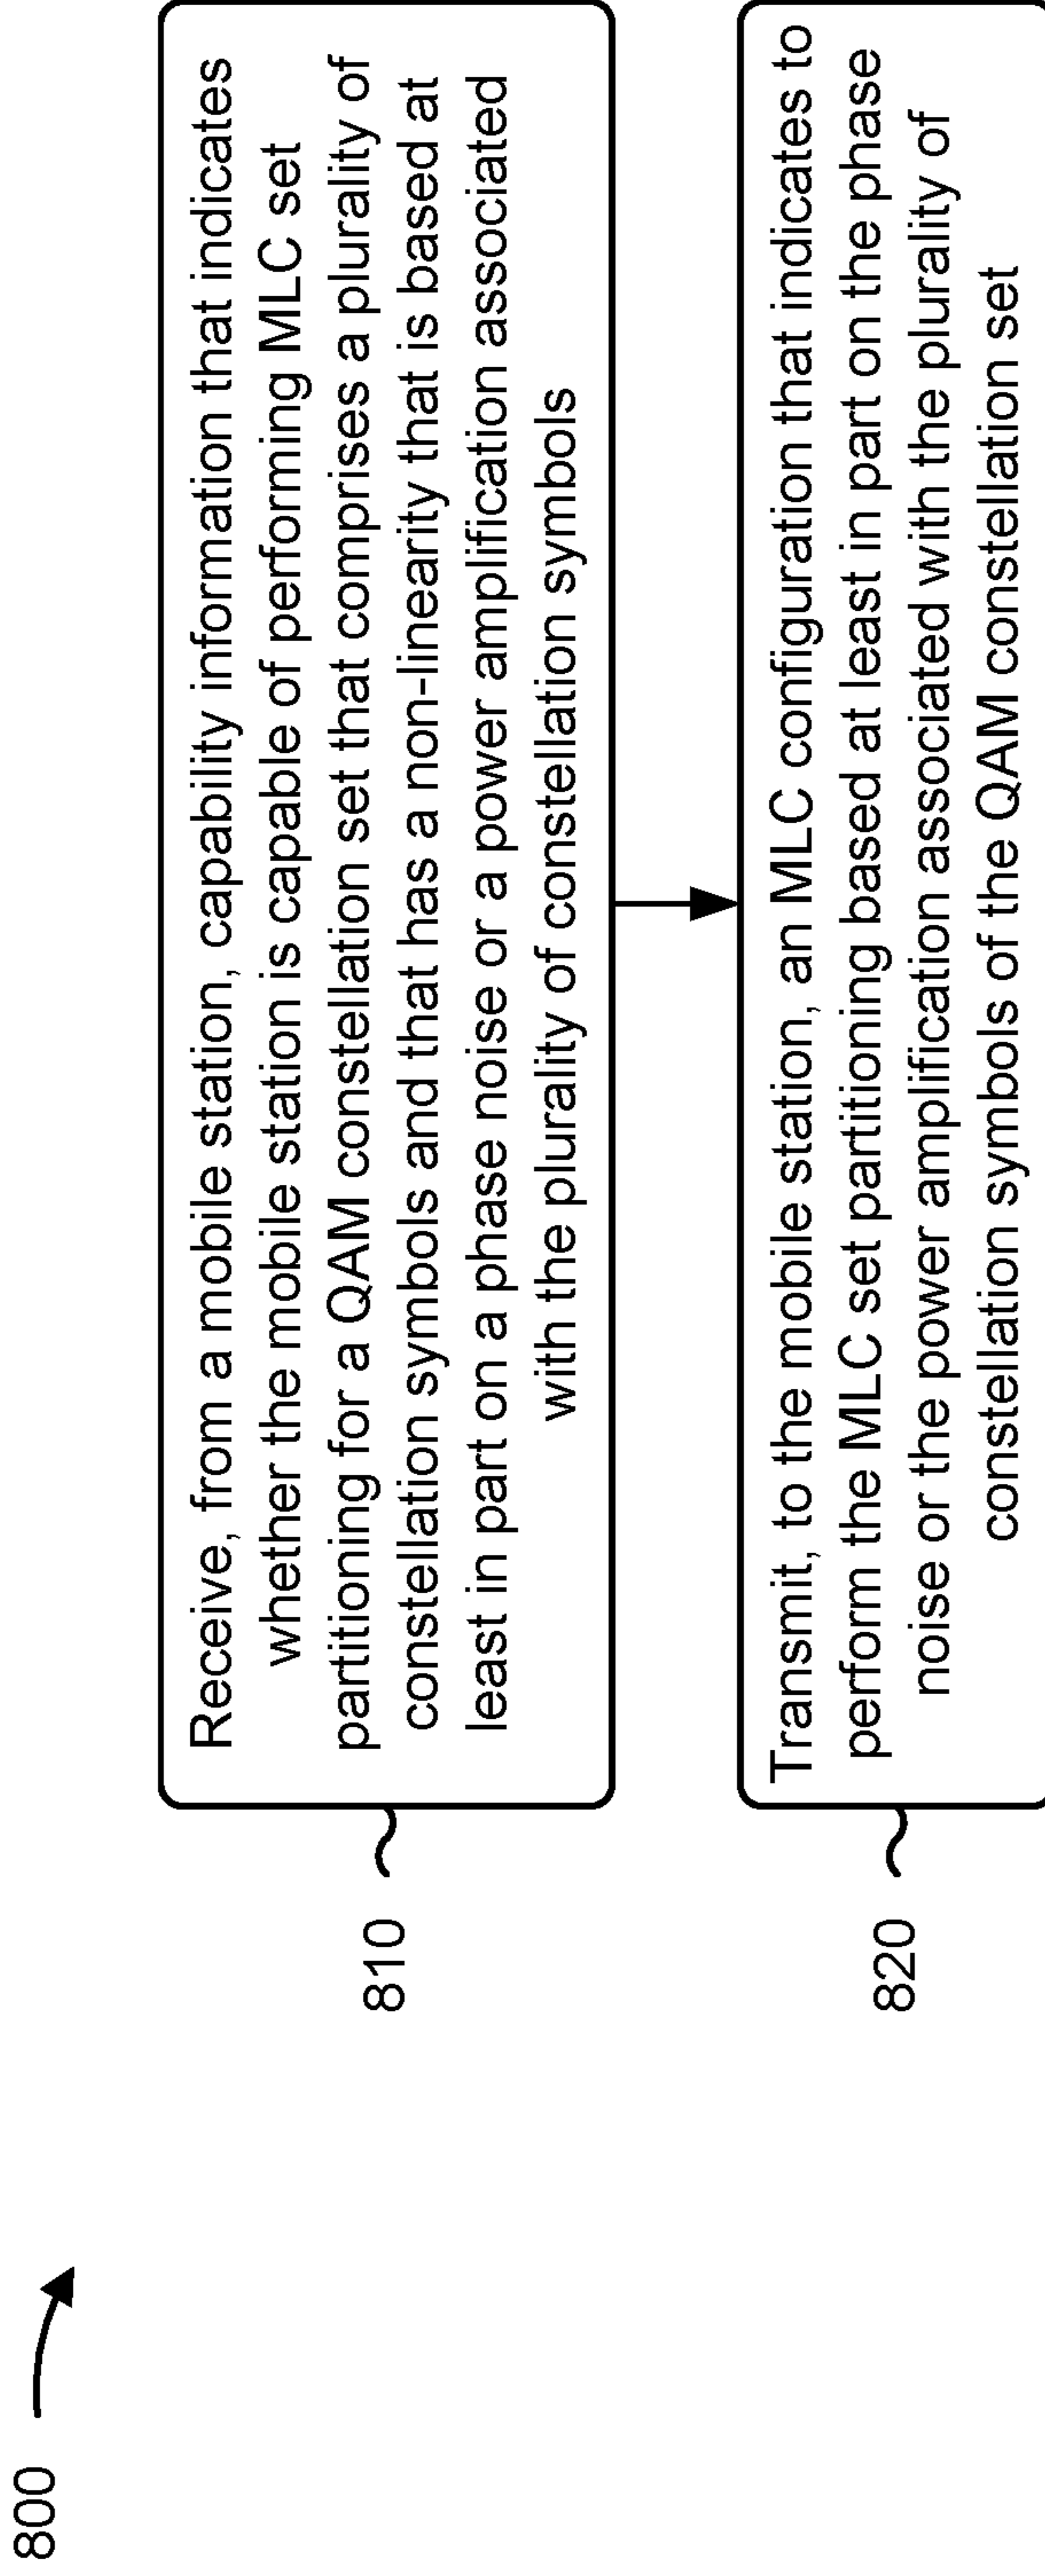 800
810
Receive, from a mobile station, capability information that indicates
whether the mobile station is capable of performing MLC set
partitioning for a QAM constellation set that comprises a plurality of
constellation symbols and that has a non-linearity that is based at
least in part on a phase noise or a power amplification associated
with the plurality of constellation symbols
820
Transmit, to the mobile station, an MLC configuration that indicates to
perform the MLC set partitioning based at least in part on the phase
noise or the power amplification associated with the plurality of
constellation symbols of the QAM constellation set